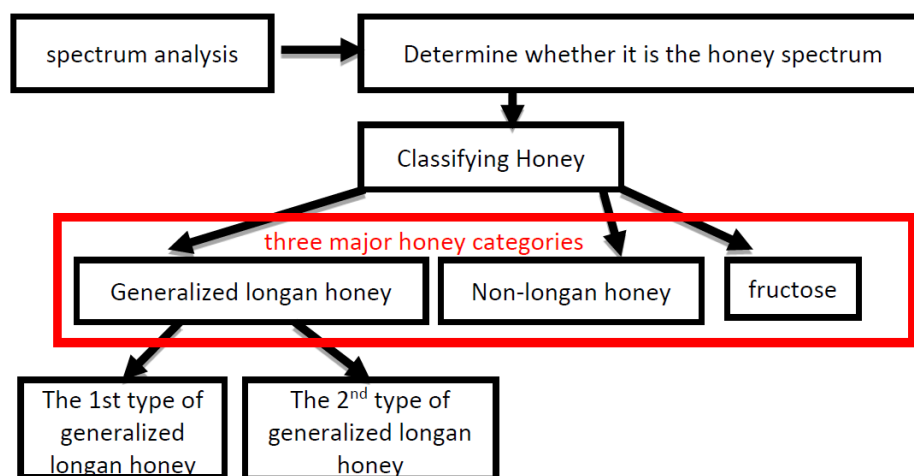 spectrum analysis
Determine whether it is the honey spectrum
Classifying Honey
three major honey categories
Generalized longan honey
Non-longan honey
fructose
The 1st type of
generalized
longan honey
The 2nd type of
generalized longan
honey